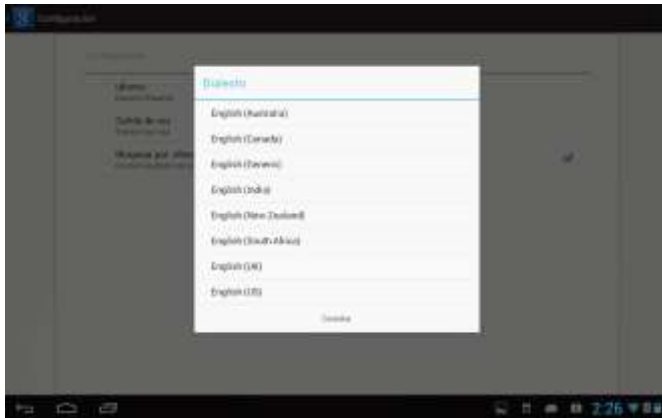 Configuración
Idioma
Salida de voz
Dialecto
English (Australia)
English (Canada)
English (Generic)
English (India)
English (New Zealand)
English (South Africa)
English (UK)
English (US)
Cancelar
2:26